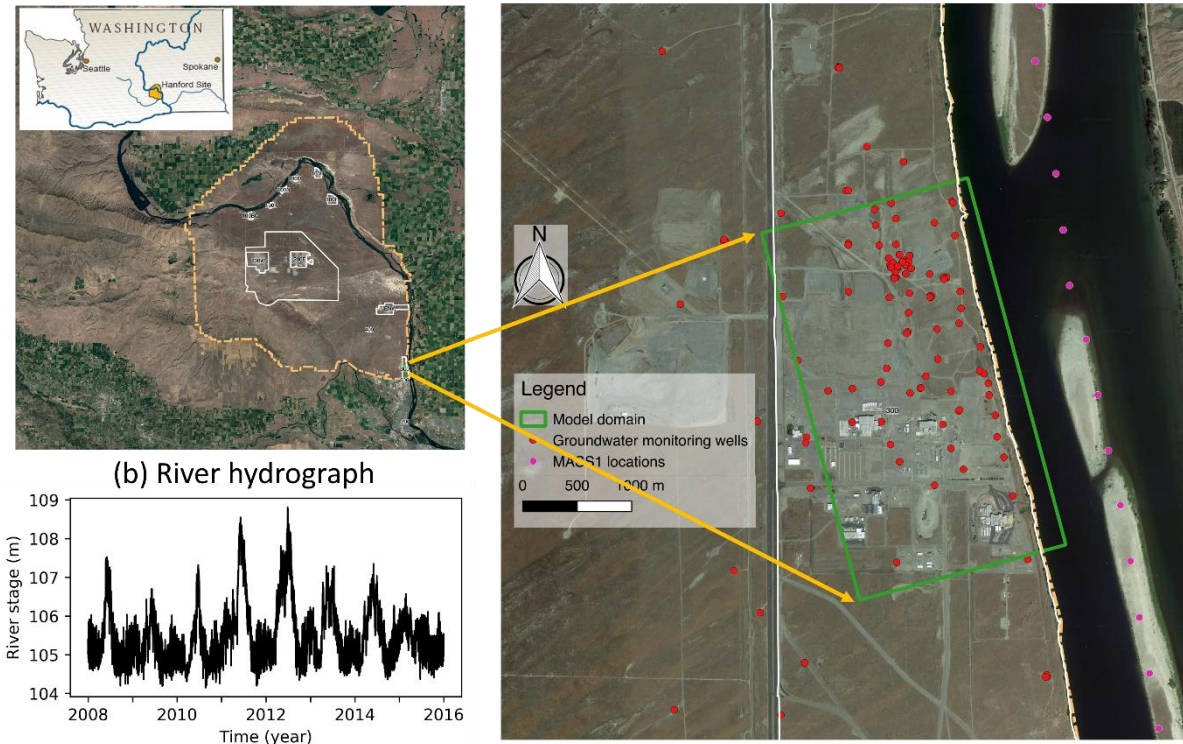 WASHINGTON
Seattle
Spokane
Hanford Site
N
Legend
Model domain
Groundwater monitoring wells
MASS1 locations
0 500 1000 m
300
(b) River hydrograph
109
108
107
106
105
104
River stage (m)
2008 2010 2012 2014 2016
Time (year)